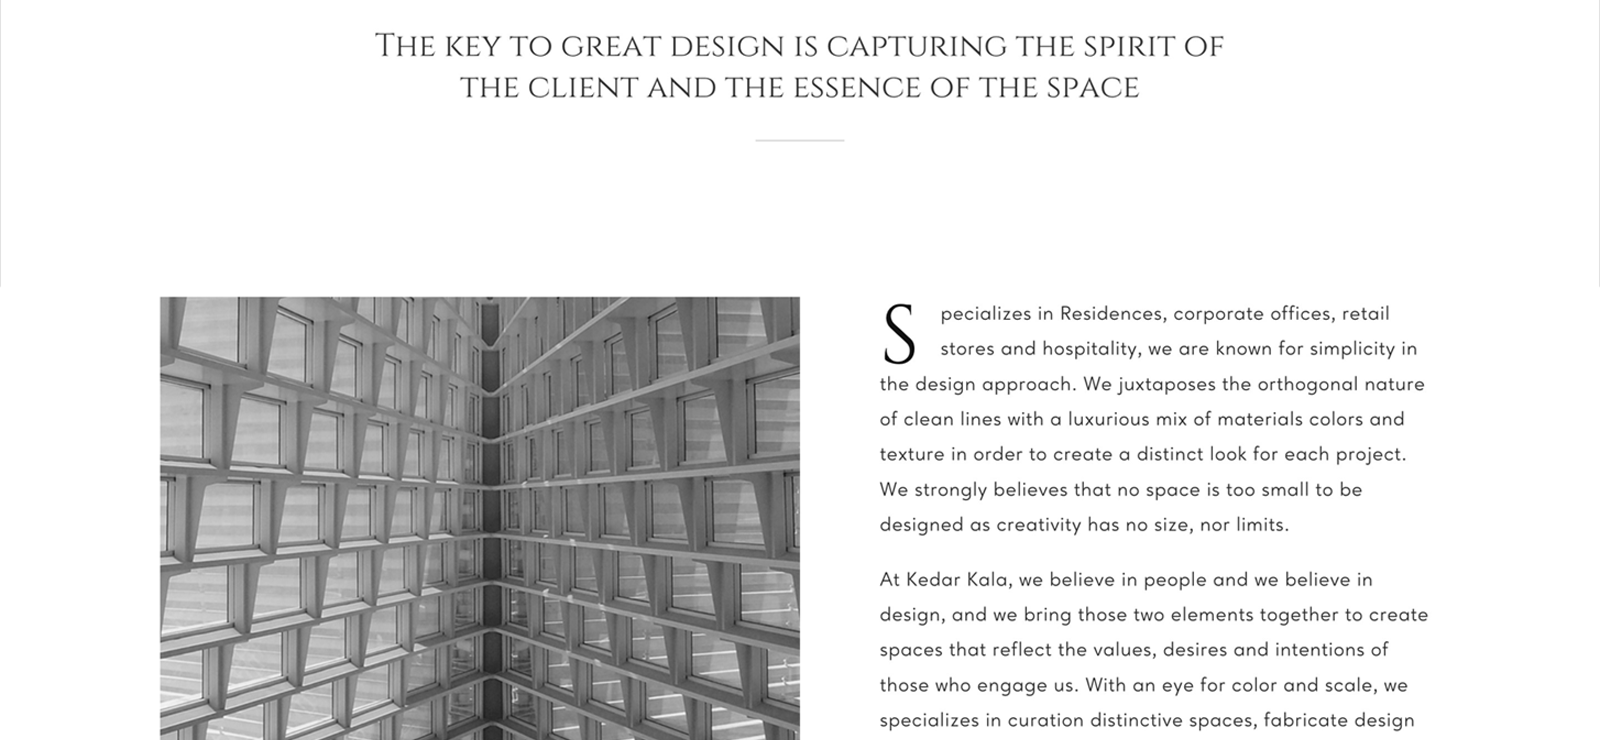 The key to great design is capturing the spirit of
the client and the essence of the space
Specializes in Residences, corporate offices, retail
stores and hospitality, we are known for simplicity in
the design approach. We juxtaposes the orthogonal nature
of clean lines with a luxurious mix of materials colors and
texture in order to create a distinct look for each project.
We strongly believes that no space is too small to be
designed as creativity has no size, nor limits.
At Kedar Kala, we believe in people and we believe in
design, and we bring those two elements together to create
spaces that reflect the values, desires and intentions of
those who engage us. With an eye for color and scale, we
specializes in curation distinctive spaces, fabricate design